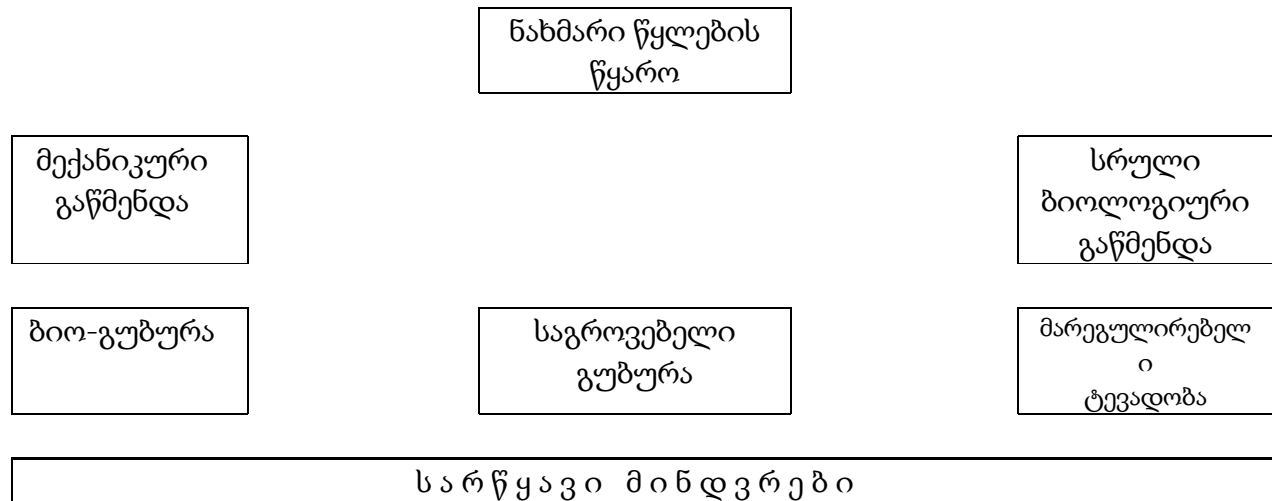 ნახმარი წყლების
წყარო
მექანიკური
გაწმენდა
სრული
ბიოლოგიური
გაწმენდა
ბიო-გუბურა
საგროვებელი
გუბურა
მარეგულირებელ
ი
ტევადობა
ს ა რ წ ყ ა ვ ი მ ი ნ დ ვ რ ე ბ ი